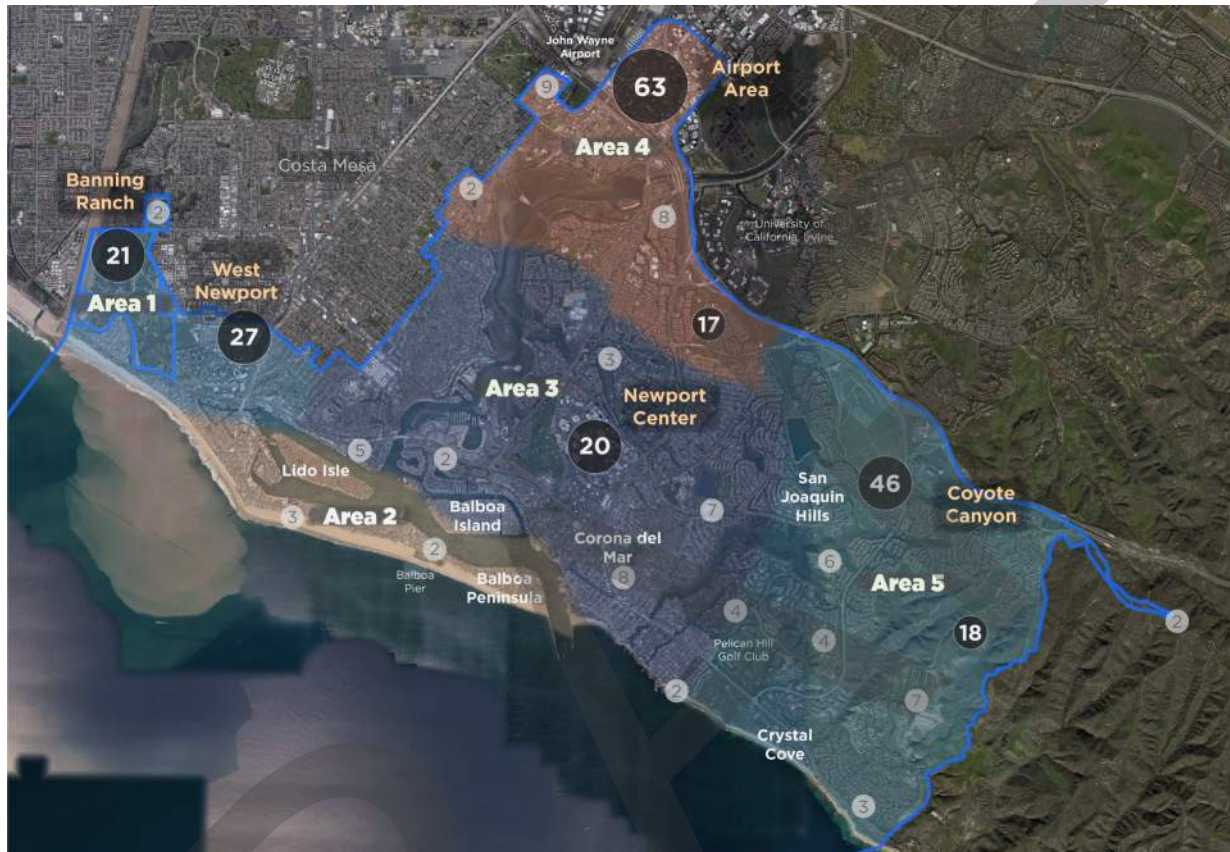 John Wayne
Airport
9
63
Airport
Area
Area 4
Costa Mesa
Banning
Ranch
2
2
8
University of
California, Irvine
21
Area 1
West
Newport
27
17
3
Area 3
Newport
Center
20
5
2
Lido Isle
San
Joaquin
Hills
46
Coyote
Canyon
3
Area 2
Balboa
Island
7
2
Balboa
Pier
Balboa
Peninsula
Corona del
Mar
8
6
Area 5
4
Pelican Hill
Golf Club
4
18
2
2
7
Crystal
Cove
3